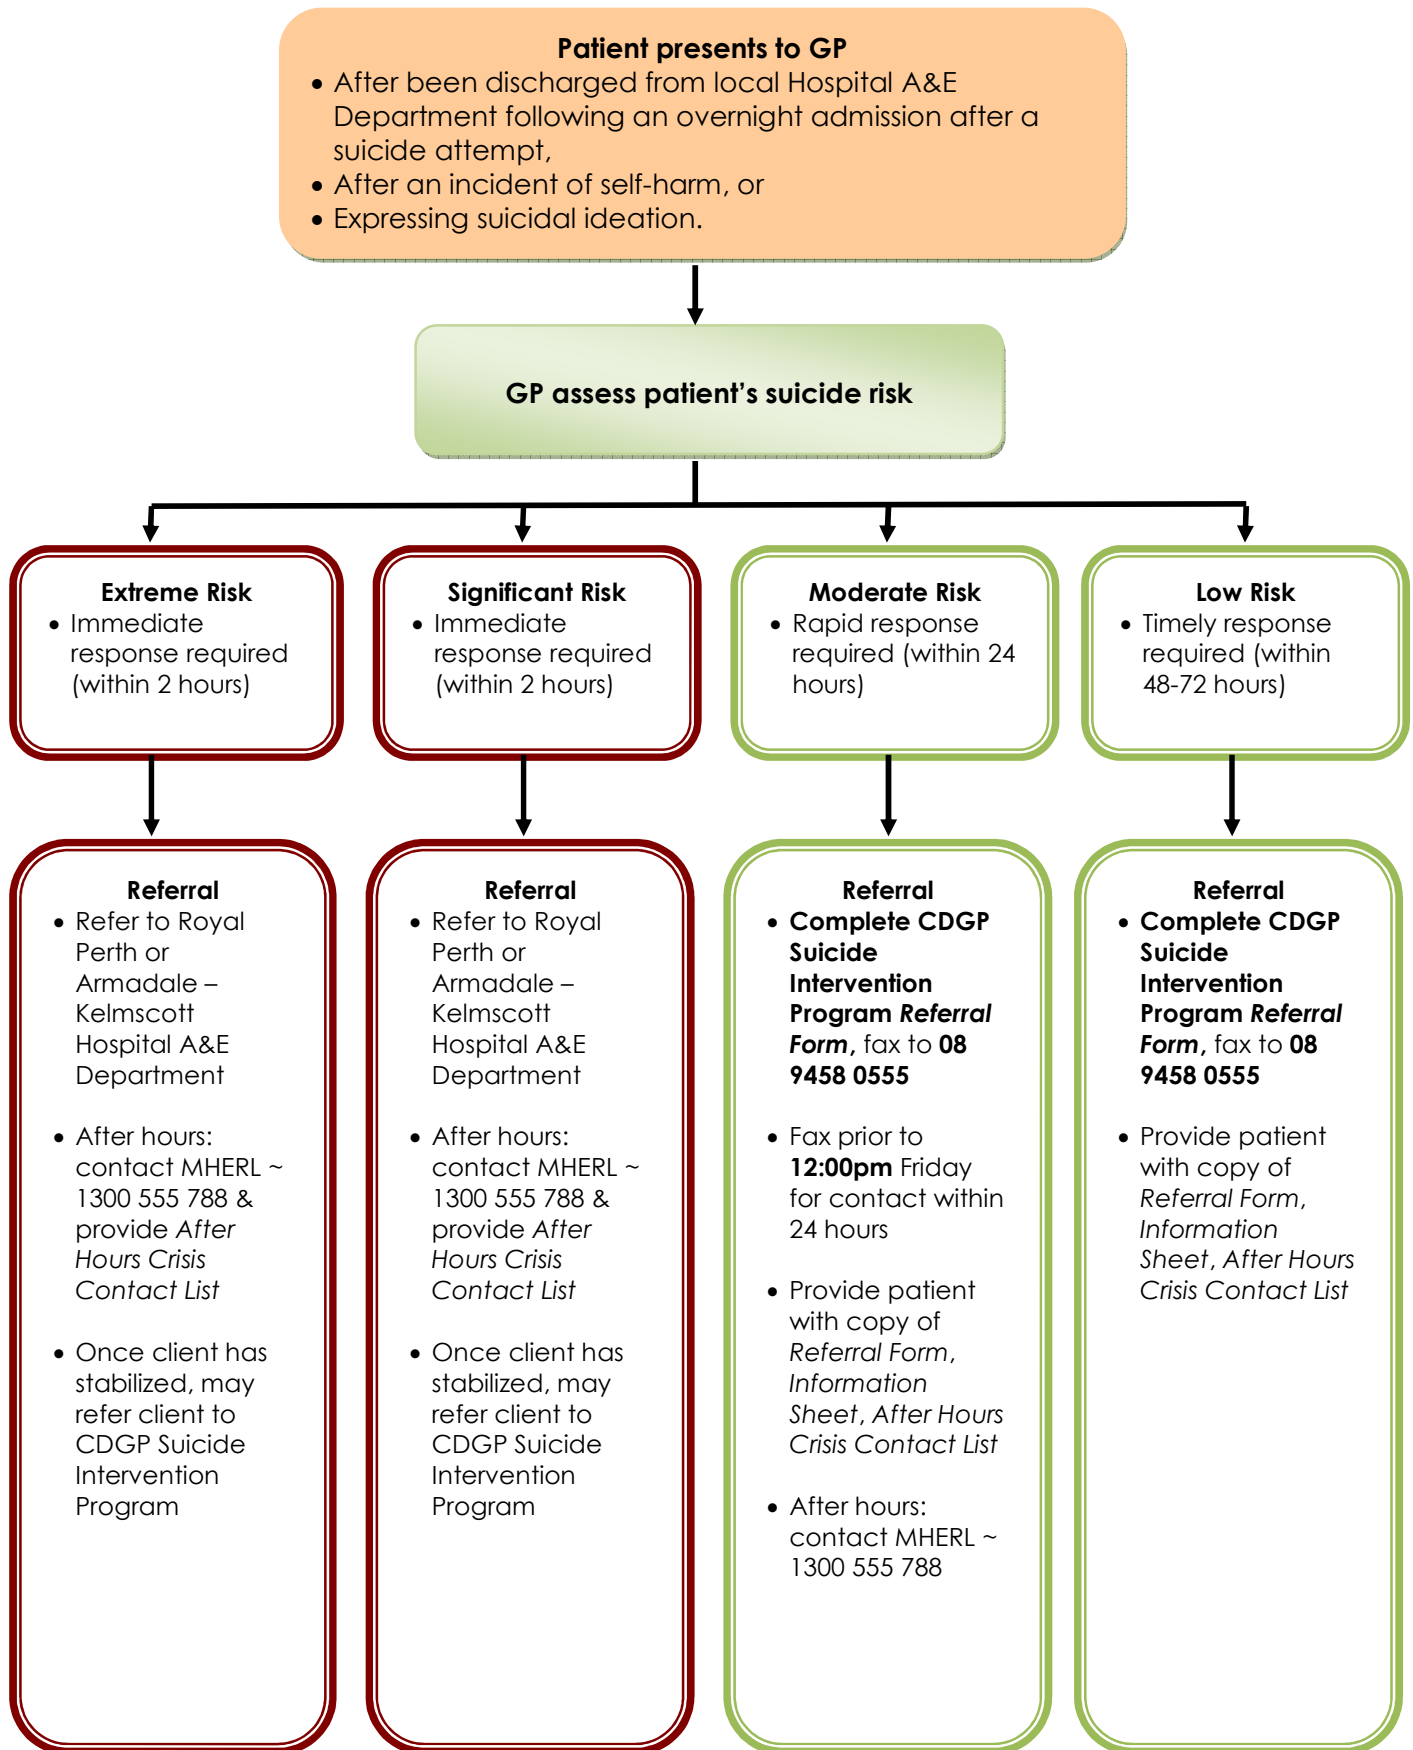 Patient presents to GP
• After been discharged from local Hospital A&E
Department following an overnight admission after a
suicide attempt,
• After an incident of self-harm, or
• Expressing suicidal ideation.
GP assess patient’s suicide risk
Extreme Risk
• Immediate
response required
(within 2 hours)
Significant Risk
• Immediate
response required
(within 2 hours)
Moderate Risk
• Rapid response
required (within 24
hours)
Low Risk
• Timely response
required (within
48-72 hours)
Referral
• Refer to Royal
Perth or
Armadale –
Kelmscott
Hospital A&E
Department
• After hours:
contact MHERL ~
1300 555 788 &
provide After
Hours Crisis
Contact List
• Once client has
stabilized, may
refer client to
CDGP Suicide
Intervention
Program
Referral
• Refer to Royal
Perth or
Armadale –
Kelmscott
Hospital A&E
Department
• After hours:
contact MHERL ~
1300 555 788 &
provide After
Hours Crisis
Contact List
• Once client has
stabilized, may
refer client to
CDGP Suicide
Intervention
Program
Referral
• Complete CDGP
Suicide
Intervention
Program Referral
Form, fax to 08
9458 0555
• Fax prior to
12:00pm Friday
for contact within
24 hours
• Provide patient
with copy of
Referral Form,
Information
Sheet, After Hours
Crisis Contact List
• After hours:
contact MHERL ~
1300 555 788
Referral
• Complete CDGP
Suicide
Intervention
Program Referral
Form, fax to 08
9458 0555
• Provide patient
with copy of
Referral Form,
Information
Sheet, After Hours
Crisis Contact List